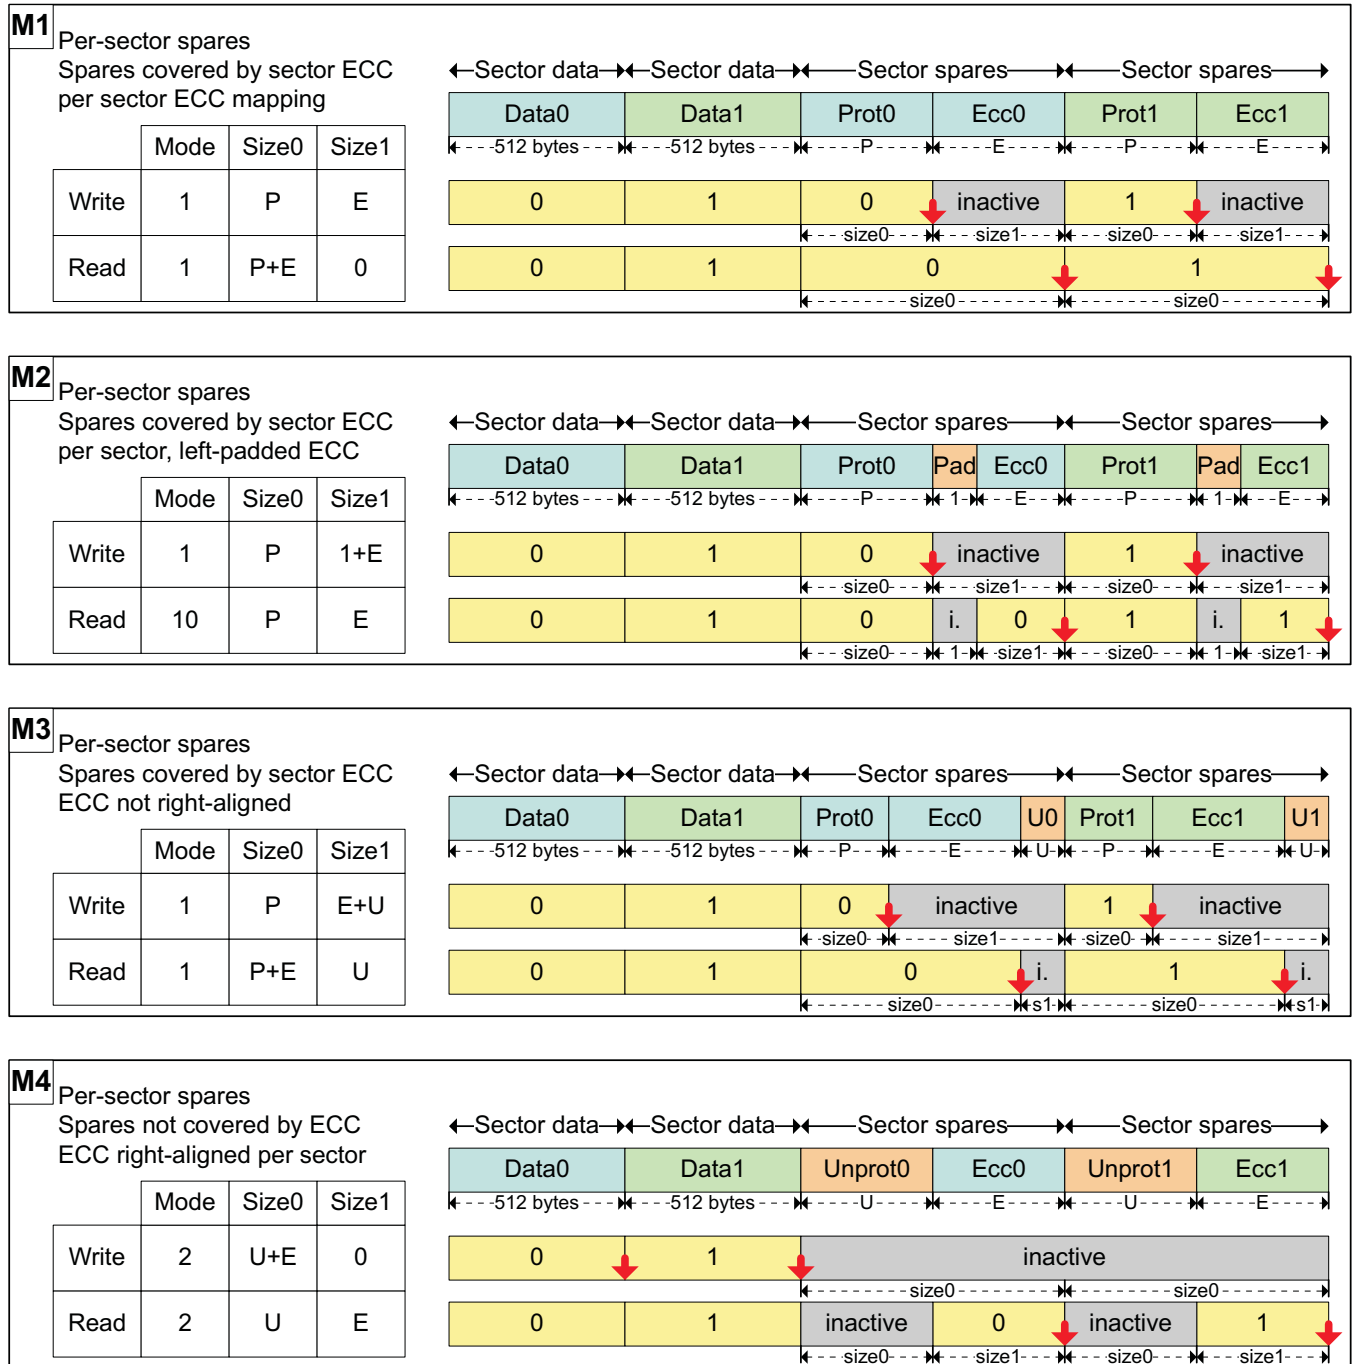 M1
Per-sector spares
Spares covered by sector ECC
per sector ECC mapping
Mode Size0 Size1
Write 1 P E
Read 1 P+E 0
Sector data Sector data Sector spares Sector spares
Data0 Data1 Prot0 Ecc0 Prot1 Ecc1
512 bytes 512 bytes P E P E
0 1 0 inactive 1 inactive
size0 size1 size0 size1
0 1 0 1
size0 size0
M2
Per-sector spares
Spares covered by sector ECC
per sector, left-padded ECC
Mode Size0 Size1
Write 1 P 1+E
Read 10 P E
Sector data Sector data Sector spares Sector spares
Data0 Data1 Prot0 Pad Ecc0 Prot1 Pad Ecc1
512 bytes 512 bytes P 1 E P 1 E
0 1 0 inactive 1 inactive
size0 size1 size0 size1
0 1 0 i. 0 1 i. 1
size0 1 size1 size0 1 size1
M3
Per-sector spares
Spares covered by sector ECC
ECC not right-aligned
Mode Size0 Size1
Write 1 P E+U
Read 1 P+E U
Sector data Sector data Sector spares Sector spares
Data0 Data1 Prot0 Ecc0 U0 Prot1 Ecc1 U1
512 bytes 512 bytes P E U P E U
0 1 0 inactive 1 inactive
size0 size1 size0 size1
0 1 0 i. 1 i.
size0 s1 size0 s1
M4
Per-sector spares
Spares not covered by ECC
ECC right-aligned per sector
Mode Size0 Size1
Write 2 U+E 0
Read 2 U E
Sector data Sector data Sector spares Sector spares
Data0 Data1 Unprot0 Ecc0 Unprot1 Ecc1
512 bytes 512 bytes U E U E
0 1 inactive
size0 size0
0 1 inactive 0 inactive 1
size0 size1 size0 size1